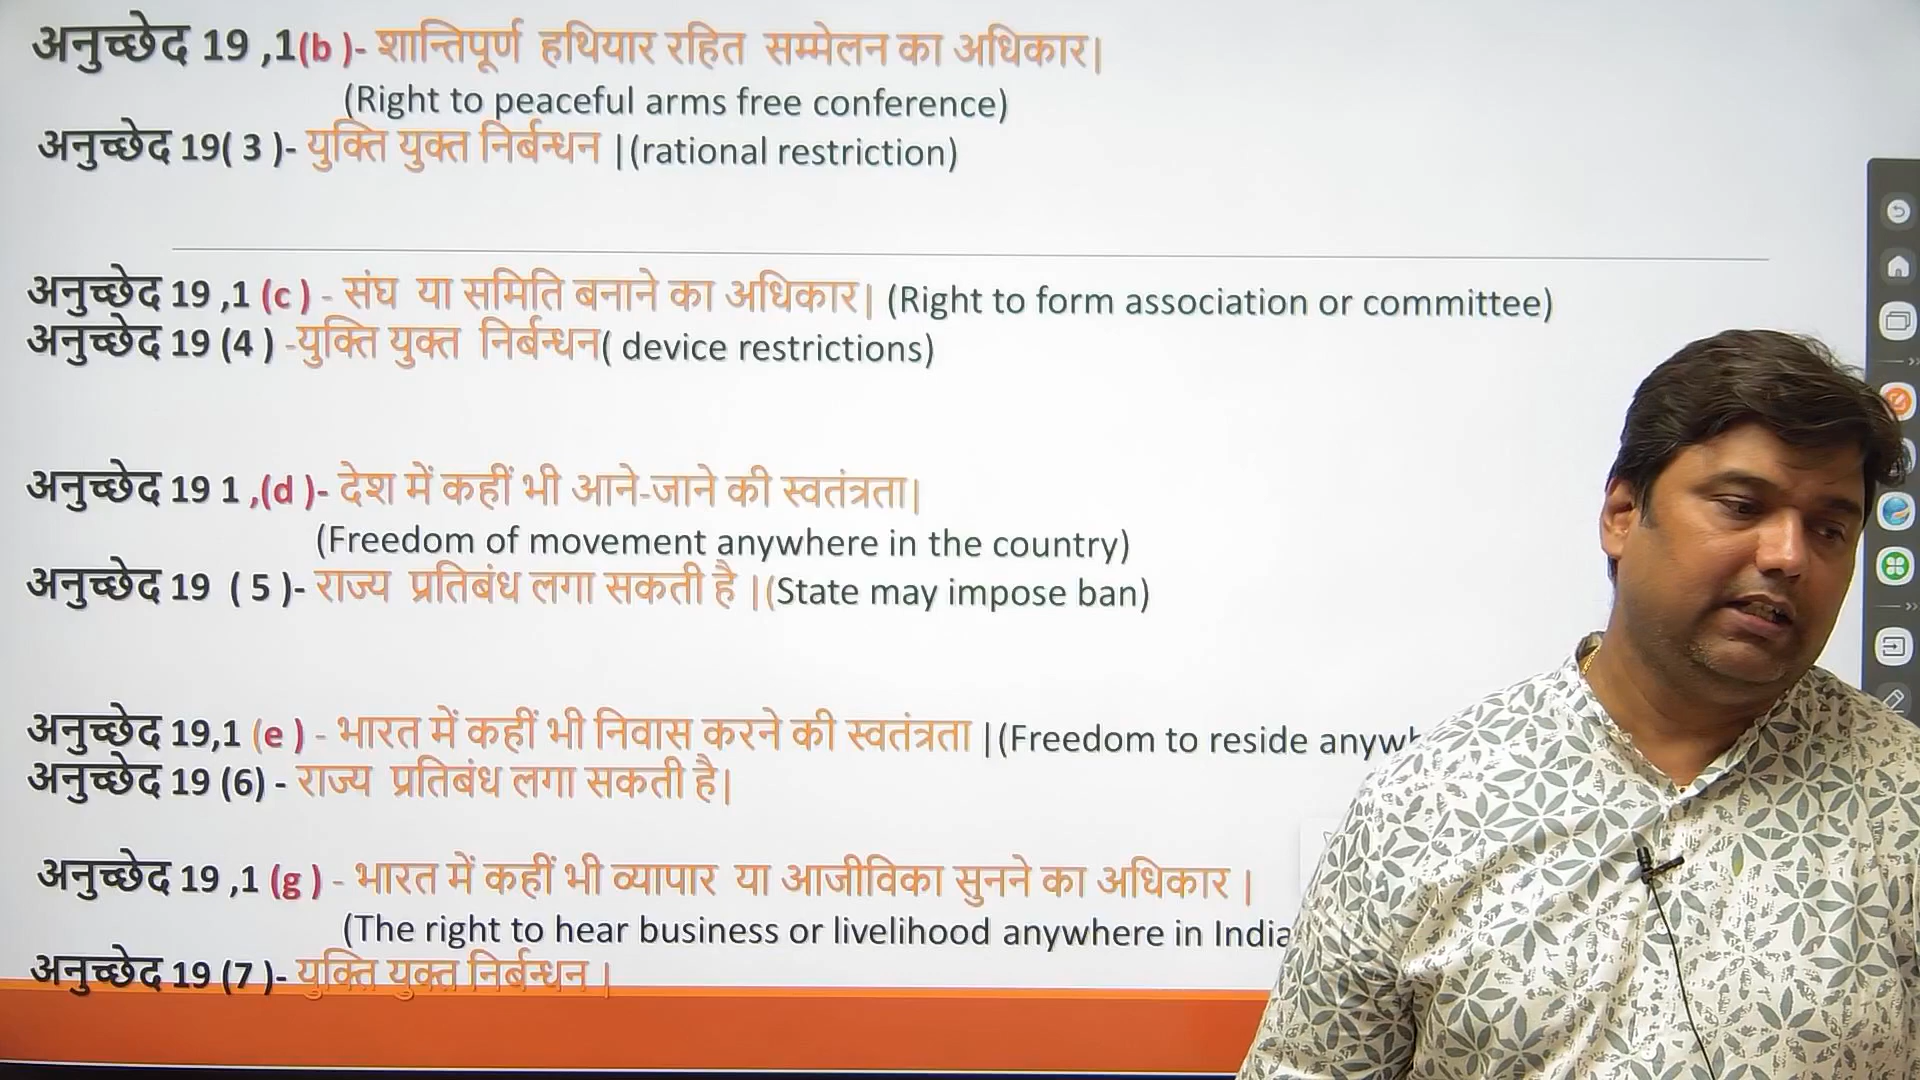 अनुच्छेद 19 ,1(b )- शान्तिपूर्ण हथियार रहित सम्मेलन का अधिकार|
(Right to peaceful arms free conference)
अनुच्छेद 19( 3 )- युक्ति युक्त निर्बन्धन |(rational restriction)
अनुच्छेद 19 ,1 (c ) - संघ या समिति बनाने का अधिकार| (Right to form association or committee)
अनुच्छेद 19 (4 ) -युक्ति युक्त निर्बन्धन( device restrictions)
अनुच्छेद 19 1 ,(d )- देश में कहीं भी आने-जाने की स्वतंत्रता|
(Freedom of movement anywhere in the country)
अनुच्छेद 19 ( 5 )- राज्य प्रतिबंध लगा सकती है |(State may impose ban)
अनुच्छेद 19,1 (e ) - भारत में कहीं भी निवास करने की स्वतंत्रता |(Freedom to reside
अनुच्छेद 19 (6) - राज्य प्रतिबंध लगा सकती है|
अनुच्छेद 19 ,1 (g ) - भारत में कहीं भी व्यापार या आजीविका सुनने का अधिकार |
(The right to hear business or livelihood anywhere in India
अनुच्छेद 19 (7 )- युक्ति युक्त निर्बन्धन |